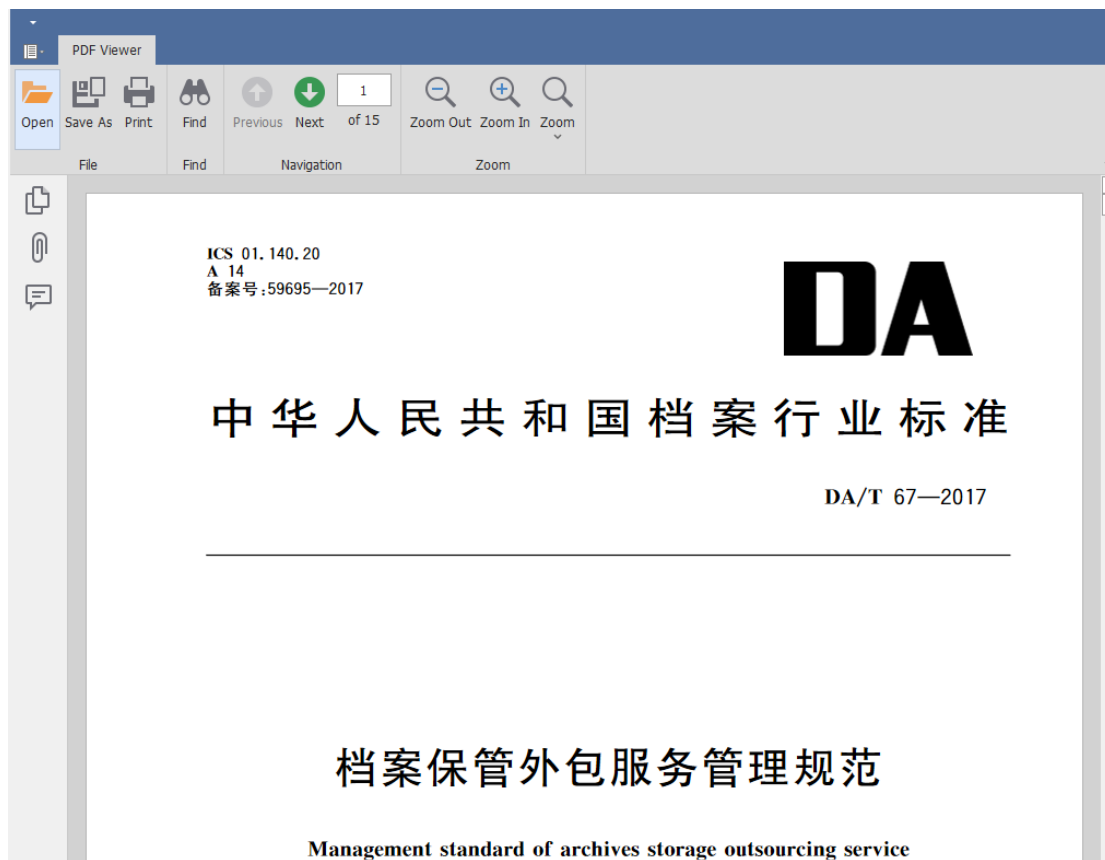 PDF Viewer
Open Save As Print Find Previous Next 1 of 15 Zoom Out Zoom In Zoom
File Find Navigation Zoom
ICS 01.140.20
A 14
备案号:59695—2017
DA
中华人民共和国档案行业标准
DA/T 67—2017
档案保管外包服务管理规范
Management standard of archives storage outsourcing service